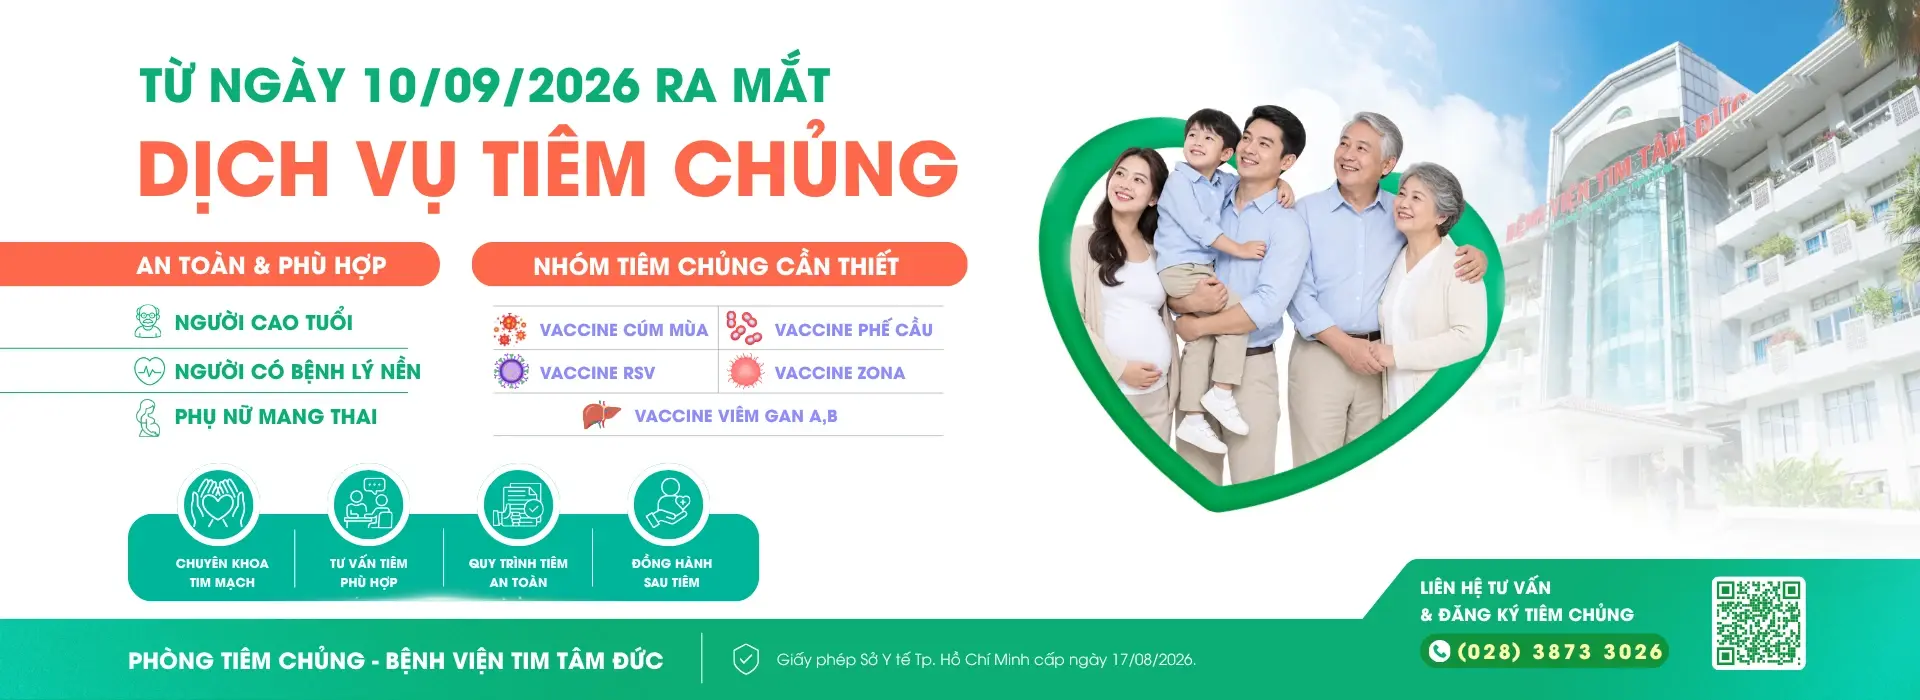 TỪ NGÀY 10/09/2026 RA MẮT
DỊCH VỤ TIÊM CHỦNG
AN TOÀN & PHÙ HỢP
NGƯỜI CAO TUỔI
NGƯỜI CÓ BỆNH LÝ NỀN
PHỤ NỮ MANG THAI
NHÓM TIÊM CHỦNG CẦN THIẾT
VACCINE CÚM MÙA
VACCINE PHẾ CẦU
VACCINE RSV
VACCINE ZONA
VACCINE VIÊM GAN A,B
CHUYÊN KHOA
TIM MẠCH
TƯ VẤN TIÊM
PHÙ HỢP
QUY TRÌNH TIÊM
AN TOÀN
ĐỒNG HÀNH
SAU TIÊM
BỆNH VIỆN TIM TÂM ĐỨC
LIÊN HỆ TƯ VẤN
& ĐĂNG KÝ TIÊM CHỦNG
(028) 3873 3026
PHÒNG TIÊM CHỦNG - BỆNH VIỆN TIM TÂM ĐỨC
Giấy phép Sở Y tế Tp. Hồ Chí Minh cấp ngày 17/08/2026.